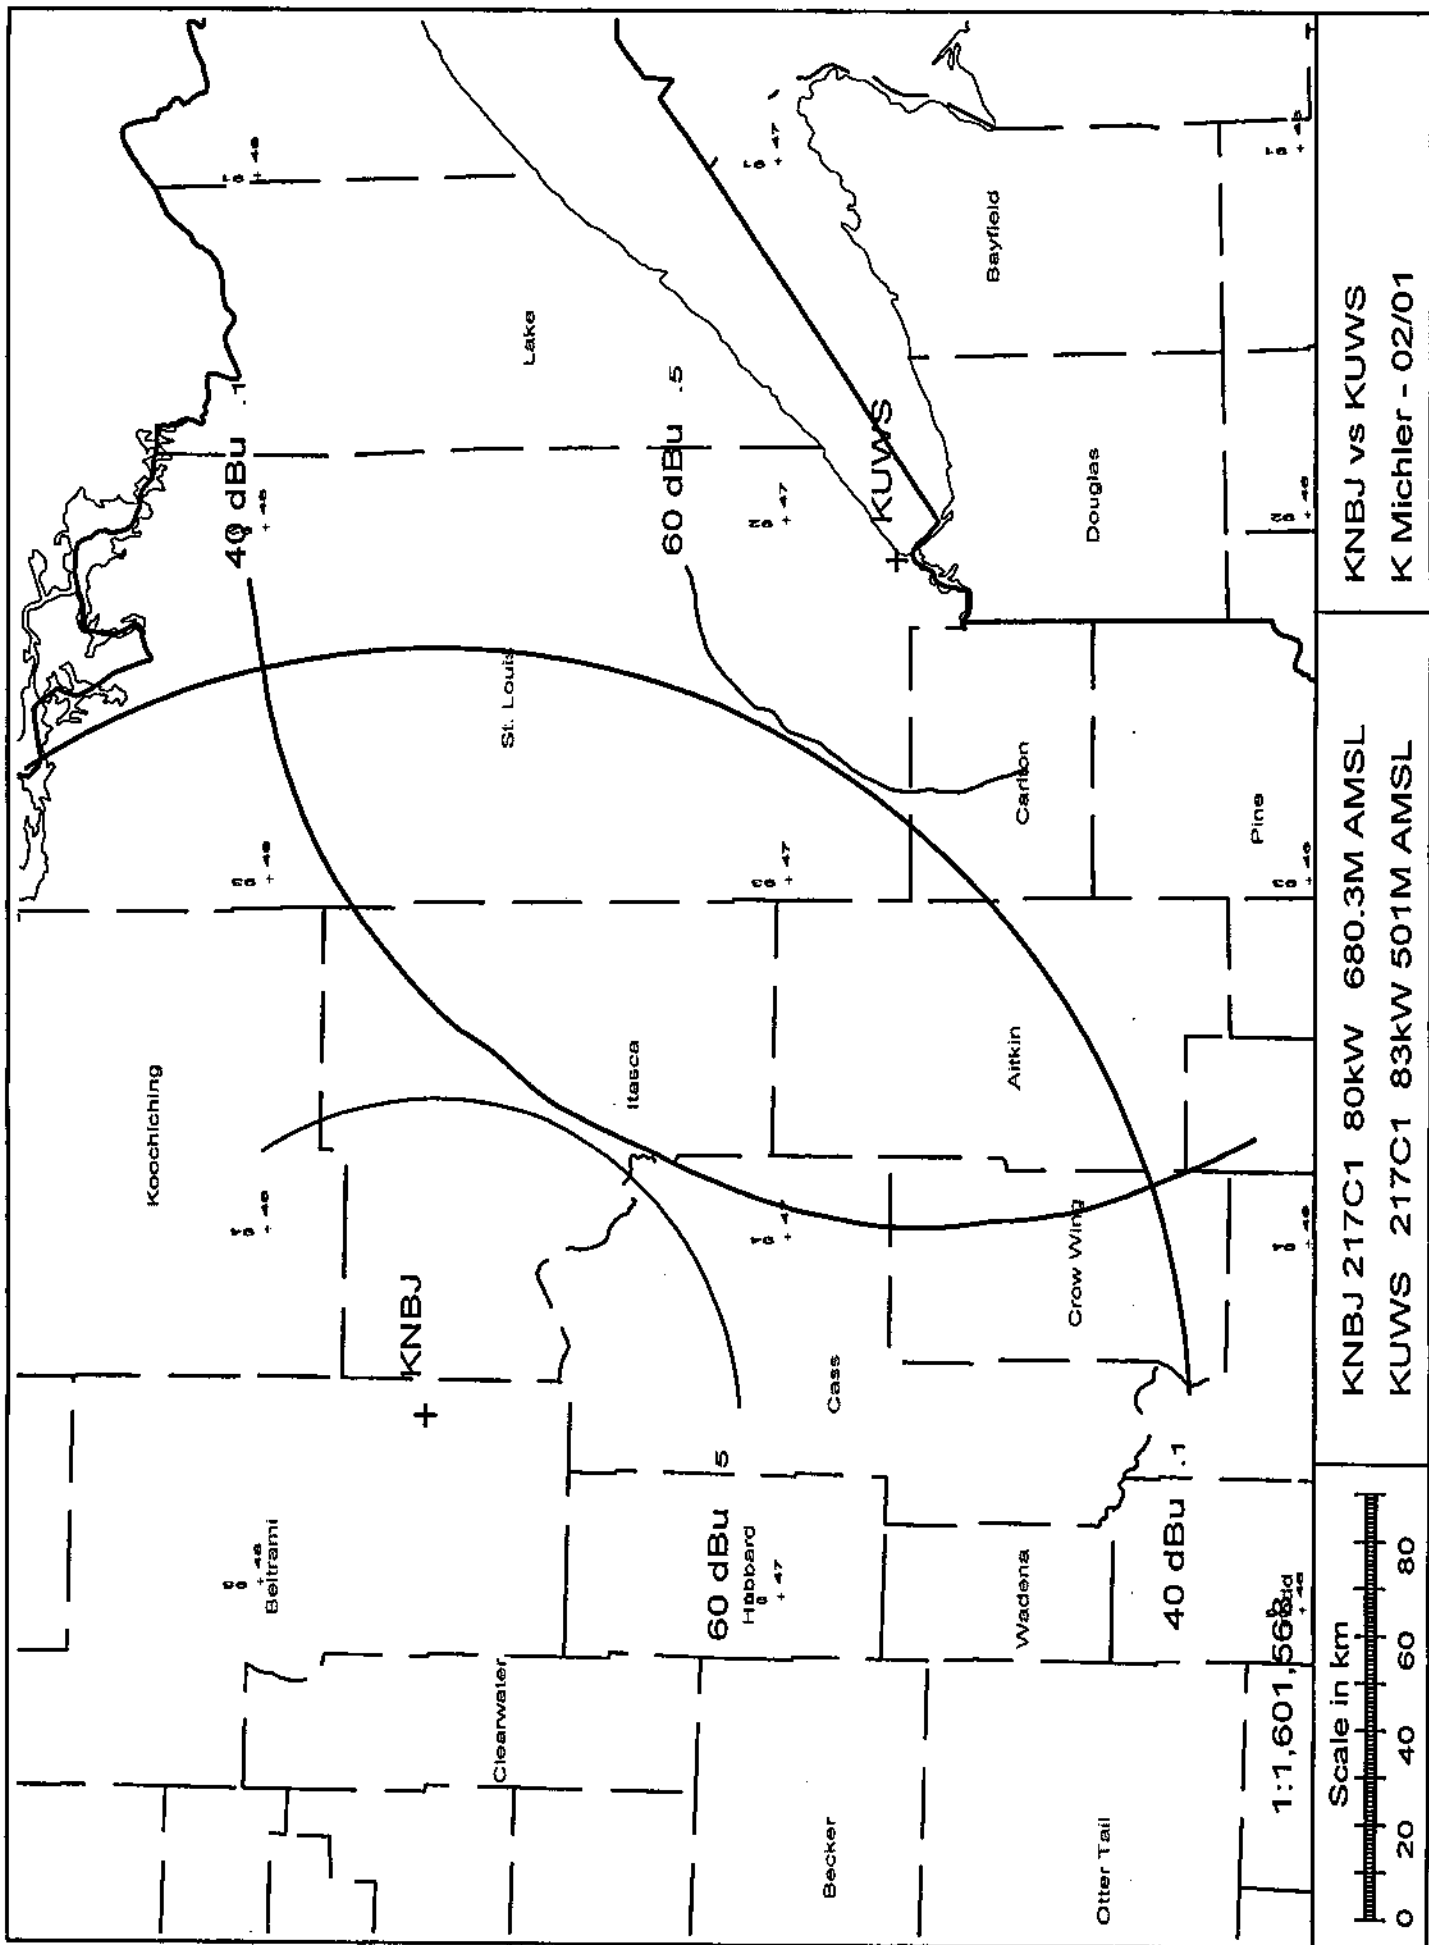 40 dBu .1
60 dBu .5
KUWS
Lake
Bayfield
Douglas
St. Louis
Carlton
Pine
Koochiching
Itasca
Aitkin
KNBJ
Crow Wing
Cass
Beltrami
60 dBu 5
Hubbard
Wadena
40 dBu .1
Clearwater
Becker
Otter Tail
+ 48
+ 47
+ 46
1:1,601,568
Scale in km
0 20 40 60 80
KNBJ 217C1 80kW 680.3M AMSL
KUWS 217C1 83kW 501M AMSL
KNBJ vs KUWS
K Michler - 02/01